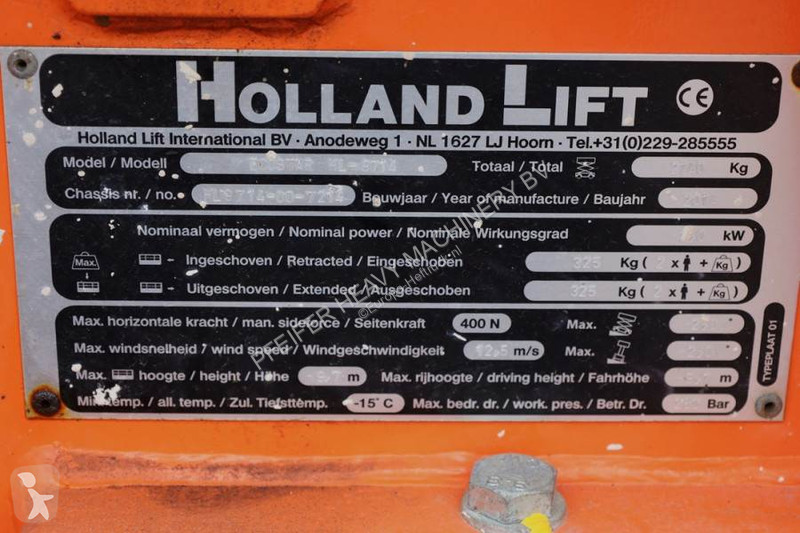 HOLLAND LIFT CE
Holland Lift International BV · Anodeweg 1 · NL 1627 LJ Hoorn · Tel.+31(0)229-285555
Model / Modell Totaal / Total Kg
Chassis nr. / no. Bouwjaar / Year of manufacture / Baujahr
Nominaal vermogen / Nominal power / Nominale Wirkungsgrad kW
Max. - Ingeschoven / Retracted / Eingeschoben 325 Kg ( 2 x + Kg )
- Uitgeschoven / Extended / Ausgeschoben 325 Kg ( 2 x + Kg )
Max. horizontale kracht / man. sideforce / Seitenkraft 400 N Max. °
Max. windsnelheid / wind speed / Windgeschwindigkeit 12.5 m/s Max. °
Max. hoogte / height / Höhe m Max. rijhoogte / driving height / Fahrhöhe m
Min. temp. / all. temp. / Zul. Tiefsttemp. -15°C Max. bedr. dr. / work. pres. / Betr. Dr. Bar
TYPEPLAAT 01
PFEIFER HEAVY MACHINERY BV